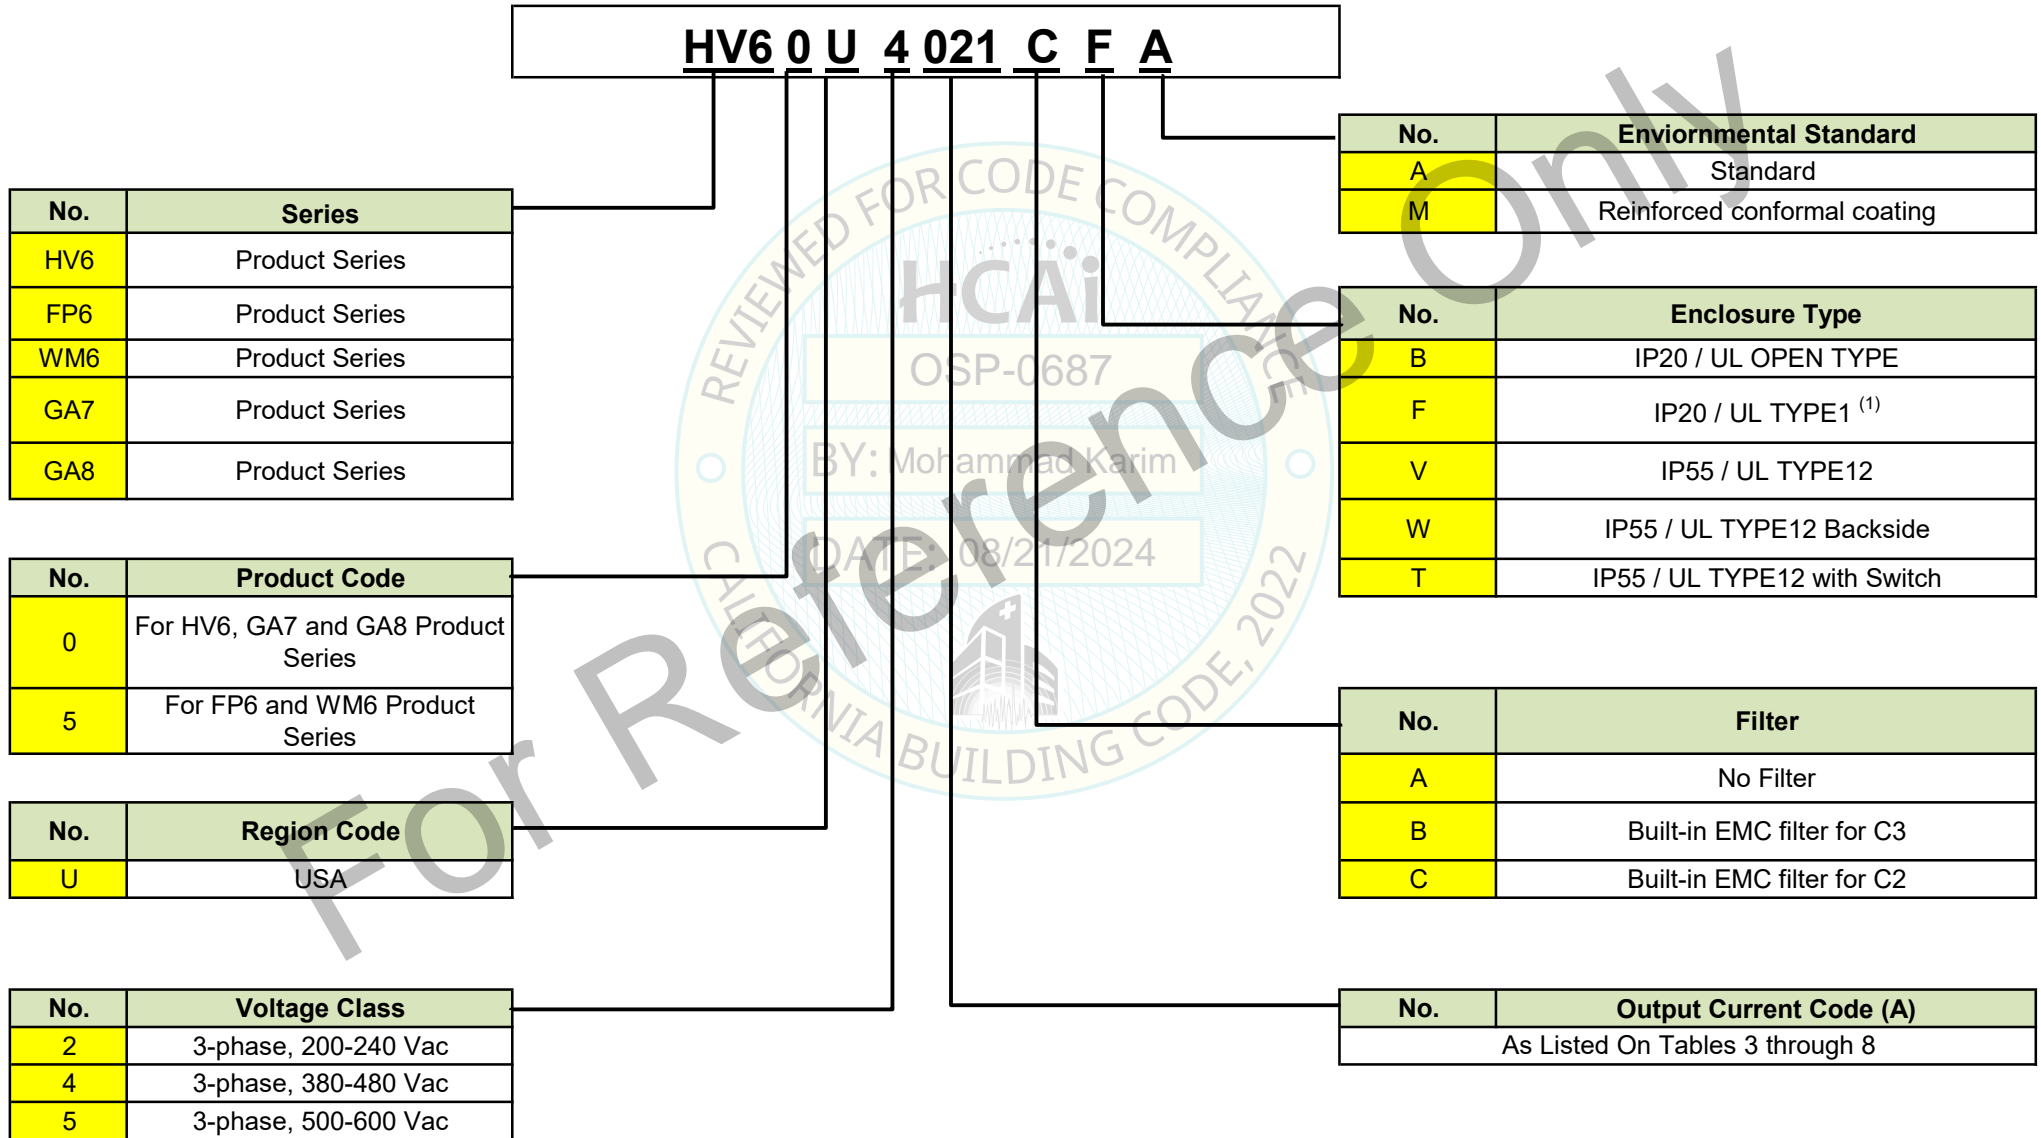 HV6 0 U 4 021 C F A
No. Series
HV6 Product Series
FP6 Product Series
WM6 Product Series
GA7 Product Series
GA8 Product Series
No. Product Code
0 For HV6, GA7 and GA8 Product
Series
5 For FP6 and WM6 Product
Series
No. Region Code
U USA
No. Voltage Class
2 3-phase, 200-240 Vac
4 3-phase, 380-480 Vac
5 3-phase, 500-600 Vac
No. Enviornmental Standard
A Standard
M Reinforced conformal coating
No. Enclosure Type
B IP20 / UL OPEN TYPE
F IP20 / UL TYPE1 (1)
V IP55 / UL TYPE12
W IP55 / UL TYPE12 Backside
T IP55 / UL TYPE12 with Switch
No. Filter
A No Filter
B Built-in EMC filter for C3
C Built-in EMC filter for C2
No. Output Current Code (A)
As Listed On Tables 3 through 8
REVIEWED FOR CODE COMPLIANCE
HCAi
OSP-0687
BY: Mohammad Karim
DATE: 08/21/2024
CALIFORNIA BUILDING CODE, 2022
For Reference Only